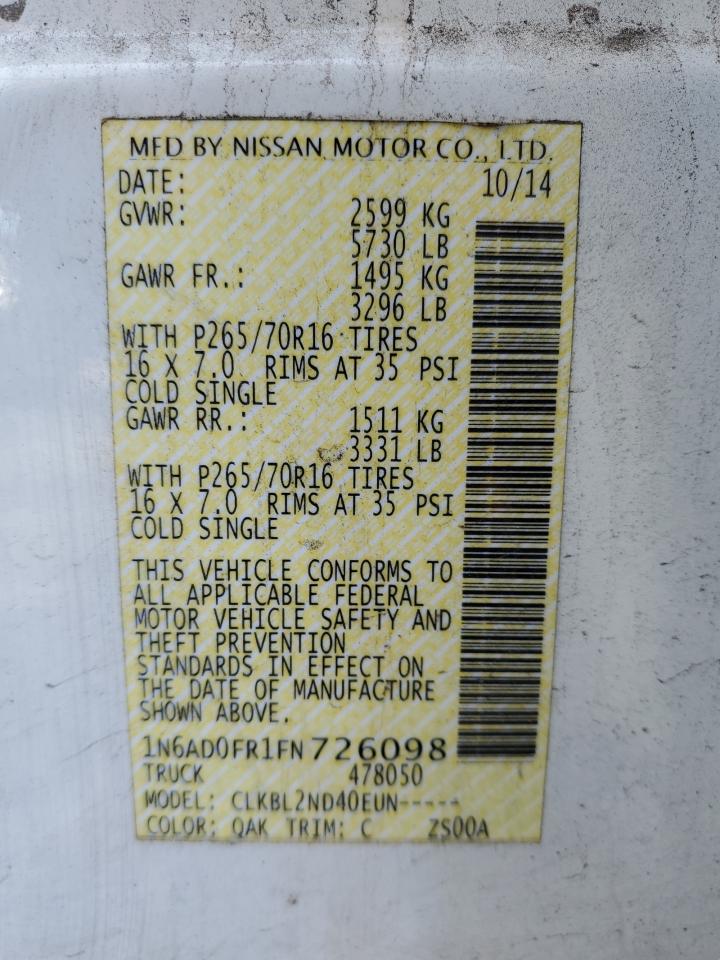 MFD BY NISSAN MOTOR CO., LTD.
DATE: 10/14
GVWR: 2599 KG
5730 LB
GAWR FR.: 1495 KG
3296 LB
WITH P265/70R16 TIRES
16 X 7.0 RIMS AT 35 PSI
COLD SINGLE
GAWR RR.: 1511 KG
3331 LB
WITH P265/70R16 TIRES
16 X 7.0 RIMS AT 35 PSI
COLD SINGLE
THIS VEHICLE CONFORMS TO
ALL APPLICABLE FEDERAL
MOTOR VEHICLE SAFETY AND
THEFT PREVENTION
STANDARDS IN EFFECT ON
THE DATE OF MANUFACTURE
SHOWN ABOVE.
1N6AD0FR1FN726098
TRUCK 478050
MODEL: CLKBL2ND40EUN-----
COLOR: QAK TRIM: C ZS00A